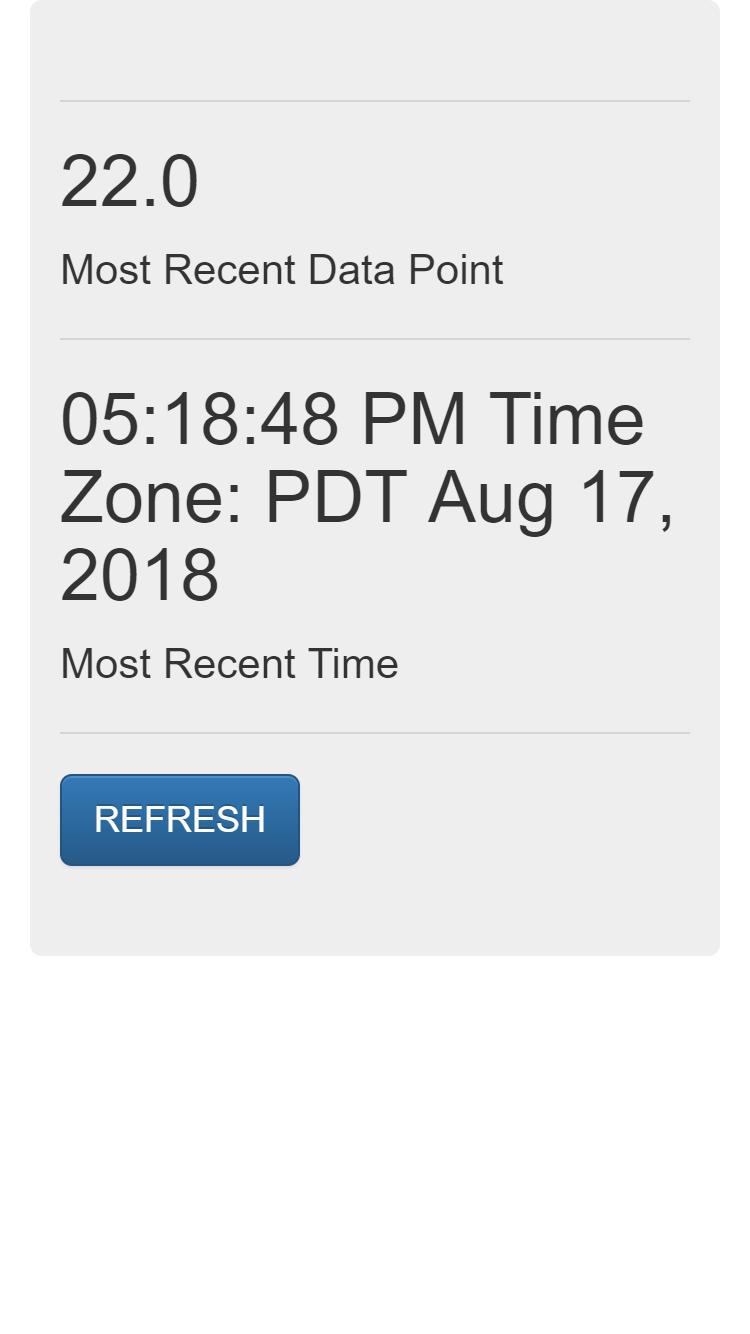 22.0
Most Recent Data Point
05:18:48 PM Time
Zone: PDT Aug 17,
2018
Most Recent Time
REFRESH